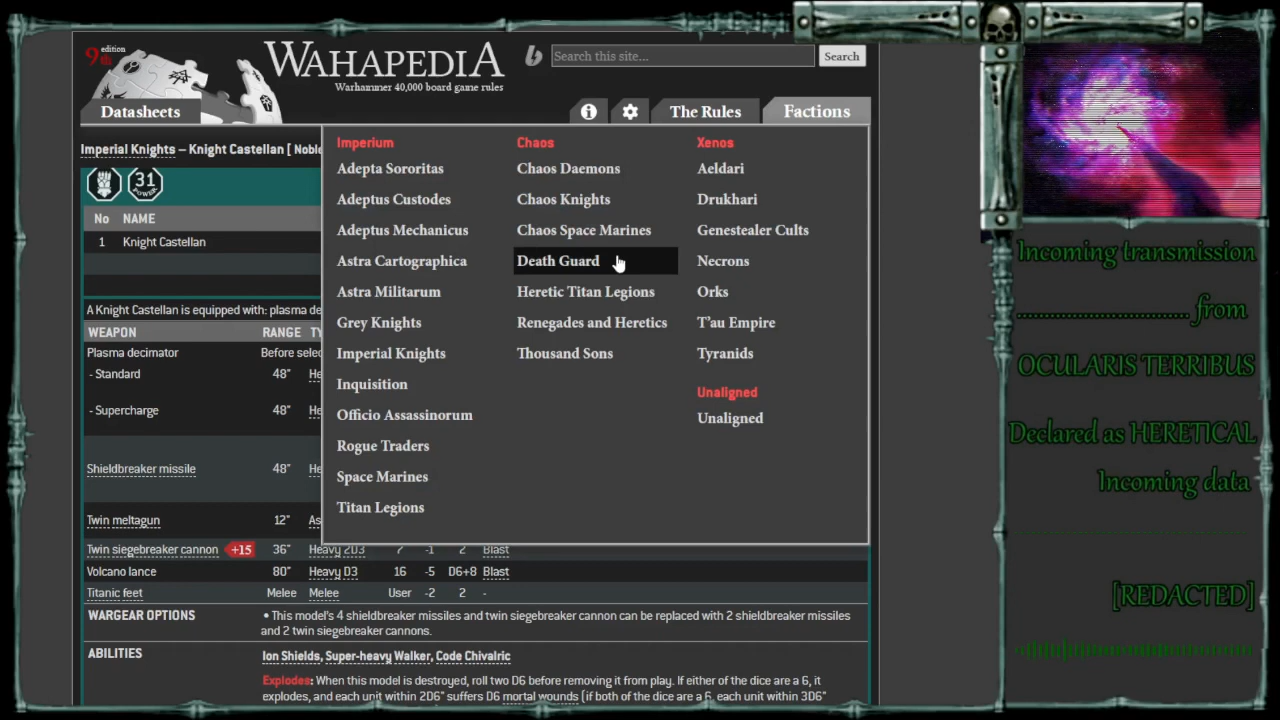 9th edition
WAHAPEDIA
Warhammer 40,000 board game rules
Search this site...
Search
Datasheets
The Rules
Factions
Imperial Knights – Knight Castellan [ Noble
31
POWER
No NAME
1 Knight Castellan
A Knight Castellan is equipped with: plasma de
WEAPON RANGE TY
Plasma decimator Before selec
- Standard 48" He
- Supercharge 48" He
Shieldbreaker missile 48" He
Twin meltagun 12" As
Twin siegebreaker cannon +15 36" Heavy 2D3 7 -1 2 Blast
Volcano lance 80" Heavy D3 16 -5 D6+8 Blast
Titanic feet Melee Melee User -2 2 -
WARGEAR OPTIONS • This model's 4 shieldbreaker missiles and twin siegebreaker cannon can be replaced with 2 shieldbreaker missiles
and 2 twin siegebreaker cannons.
ABILITIES Ion Shields, Super-heavy Walker, Code Chivalric
Explodes: When this model is destroyed, roll two D6 before removing it from play. If either of the dice are a 6, it
explodes, and each unit within 2D6" suffers D6 mortal wounds (if both of the dice are a 6, each unit within 3D6"
Imperium
Adepta Sororitas
Adeptus Custodes
Adeptus Mechanicus
Astra Cartographica
Astra Militarum
Grey Knights
Imperial Knights
Inquisition
Officio Assassinorum
Rogue Traders
Space Marines
Titan Legions
Chaos
Chaos Daemons
Chaos Knights
Chaos Space Marines
Death Guard
Heretic Titan Legions
Renegades and Heretics
Thousand Sons
Xenos
Aeldari
Drukhari
Genestealer Cults
Necrons
Orks
T'au Empire
Tyranids
Unaligned
Unaligned
Incoming transmission
............................... from
OCULARIS TERRIBUS
Declared as HERETICAL
Incoming data
[REDACTED]